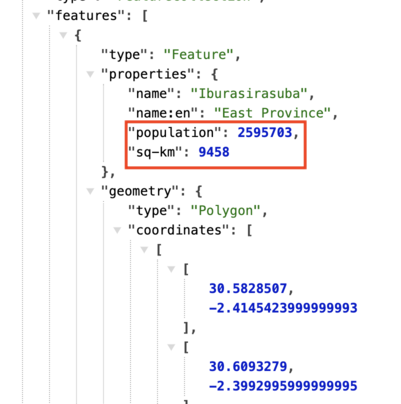 "features": [
{
"type": "Feature",
"properties": {
"name": "Iburasirasuba",
"name:en": "East Province",
"population": 2595703,
"sq-km": 9458
},
"geometry": {
"type": "Polygon",
"coordinates": [
[
[
30.5828507,
-2.4145423999999993
],
[
30.6093279,
-2.3992995999999995